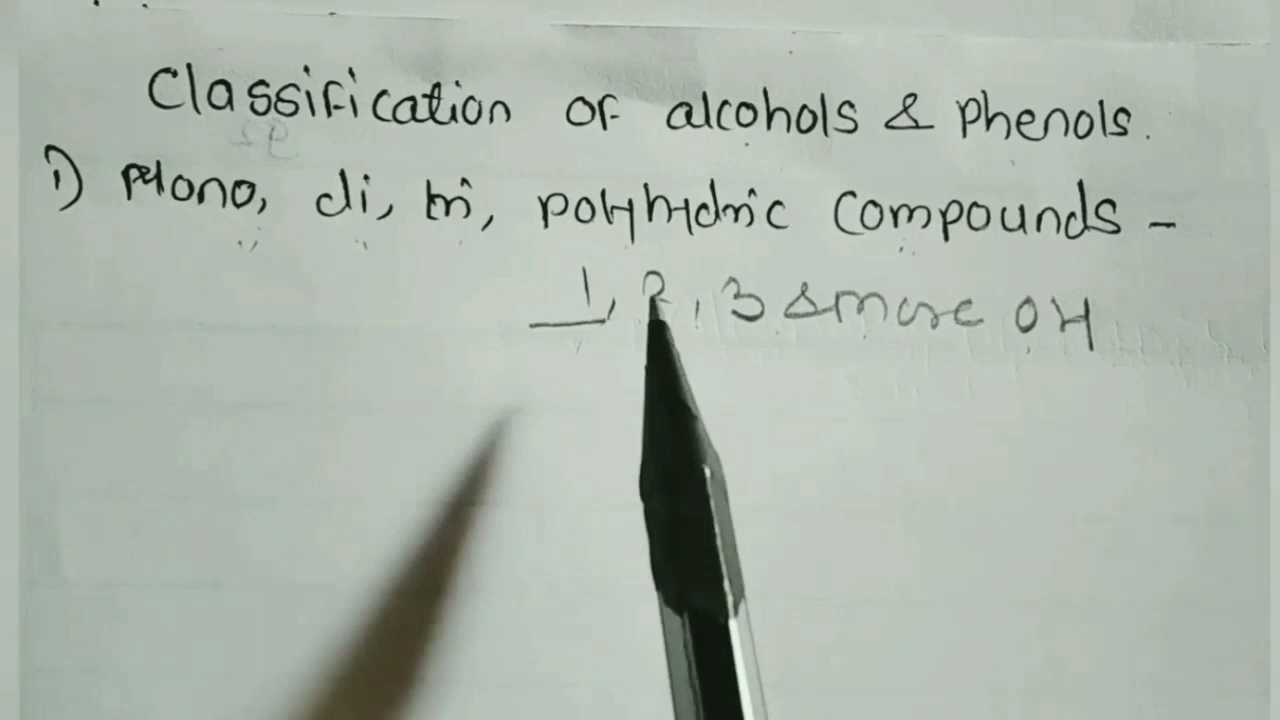 Classification of alcohols & Phenols.
1) Mono, di, tri, polyhydric Compounds -
1, 2, 3 & more OH